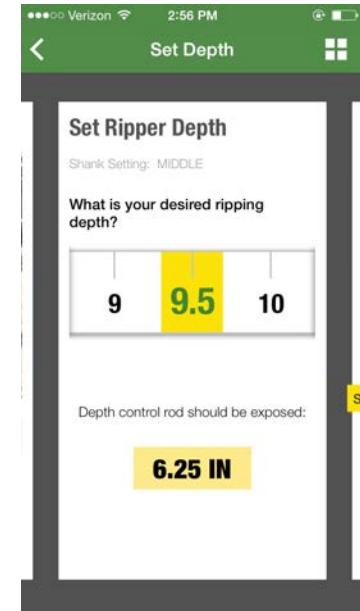 Verizon 2:56 PM
Set Depth
Set Ripper Depth
Shank Setting: MIDDLE
What is your desired ripping
depth?
9 9.5 10
Depth control rod should be exposed:
6.25 IN
S